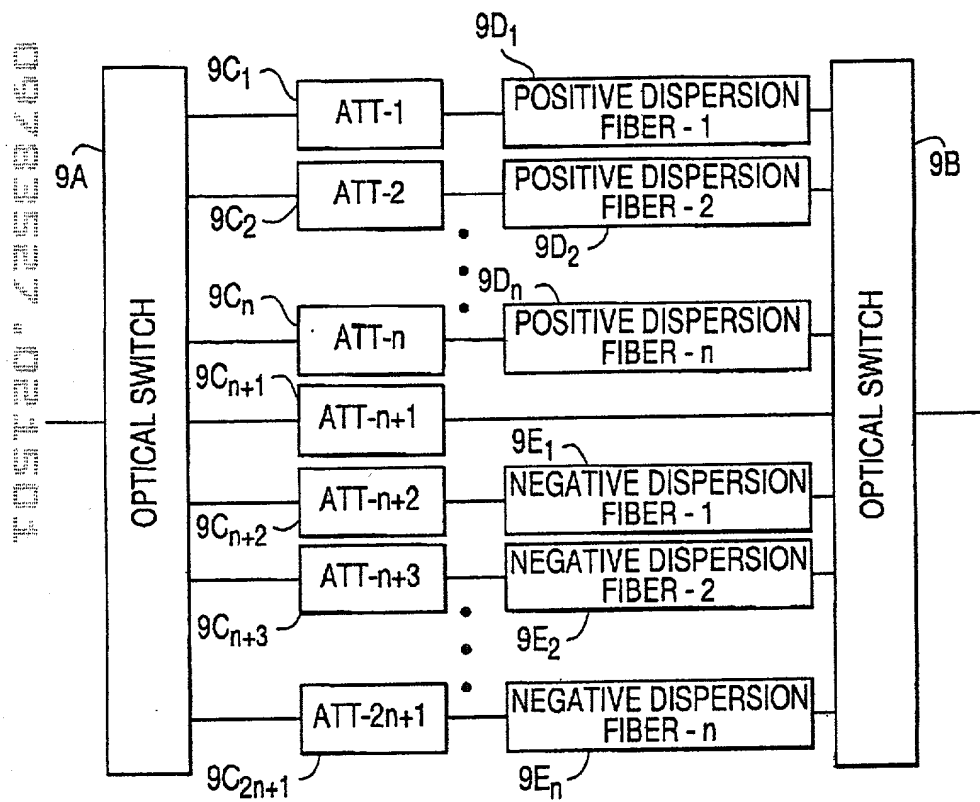 09783527.021501
9A
OPTICAL SWITCH
9C₁
ATT-1
9D₁
POSITIVE DISPERSION
FIBER - 1
9C₂
ATT-2
POSITIVE DISPERSION
FIBER - 2
9D₂
9Cₙ
ATT-n
9Dₙ
POSITIVE DISPERSION
FIBER - n
9Cₙ₊₁
ATT-n+1
9Cₙ₊₂
ATT-n+2
9E₁
NEGATIVE DISPERSION
FIBER - 1
9Cₙ₊₃
ATT-n+3
NEGATIVE DISPERSION
FIBER - 2
9E₂
ATT-2n+1
9C₂ₙ₊₁
NEGATIVE DISPERSION
FIBER - n
9Eₙ
OPTICAL SWITCH
9B